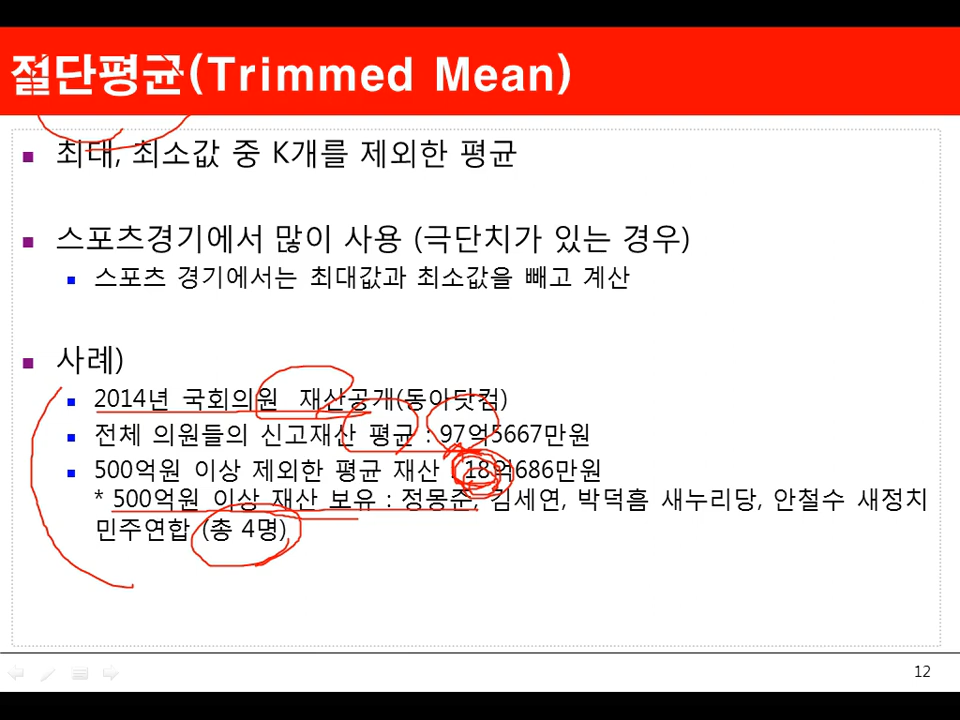 절단평균(Trimmed Mean)
최대, 최소값 중 K개를 제외한 평균
스포츠경기에서 많이 사용 (극단치가 있는 경우)
스포츠 경기에서는 최대값과 최소값을 빼고 계산
사례)
2014년 국회의원 재산공개(동아닷컴)
전체 의원들의 신고재산 평균 : 97억5667만원
500억원 이상 제외한 평균 재산 : 18억686만원
* 500억원 이상 재산 보유 : 정몽준, 김세연, 박덕흠 새누리당, 안철수 새정치
민주연합 (총 4명)
12